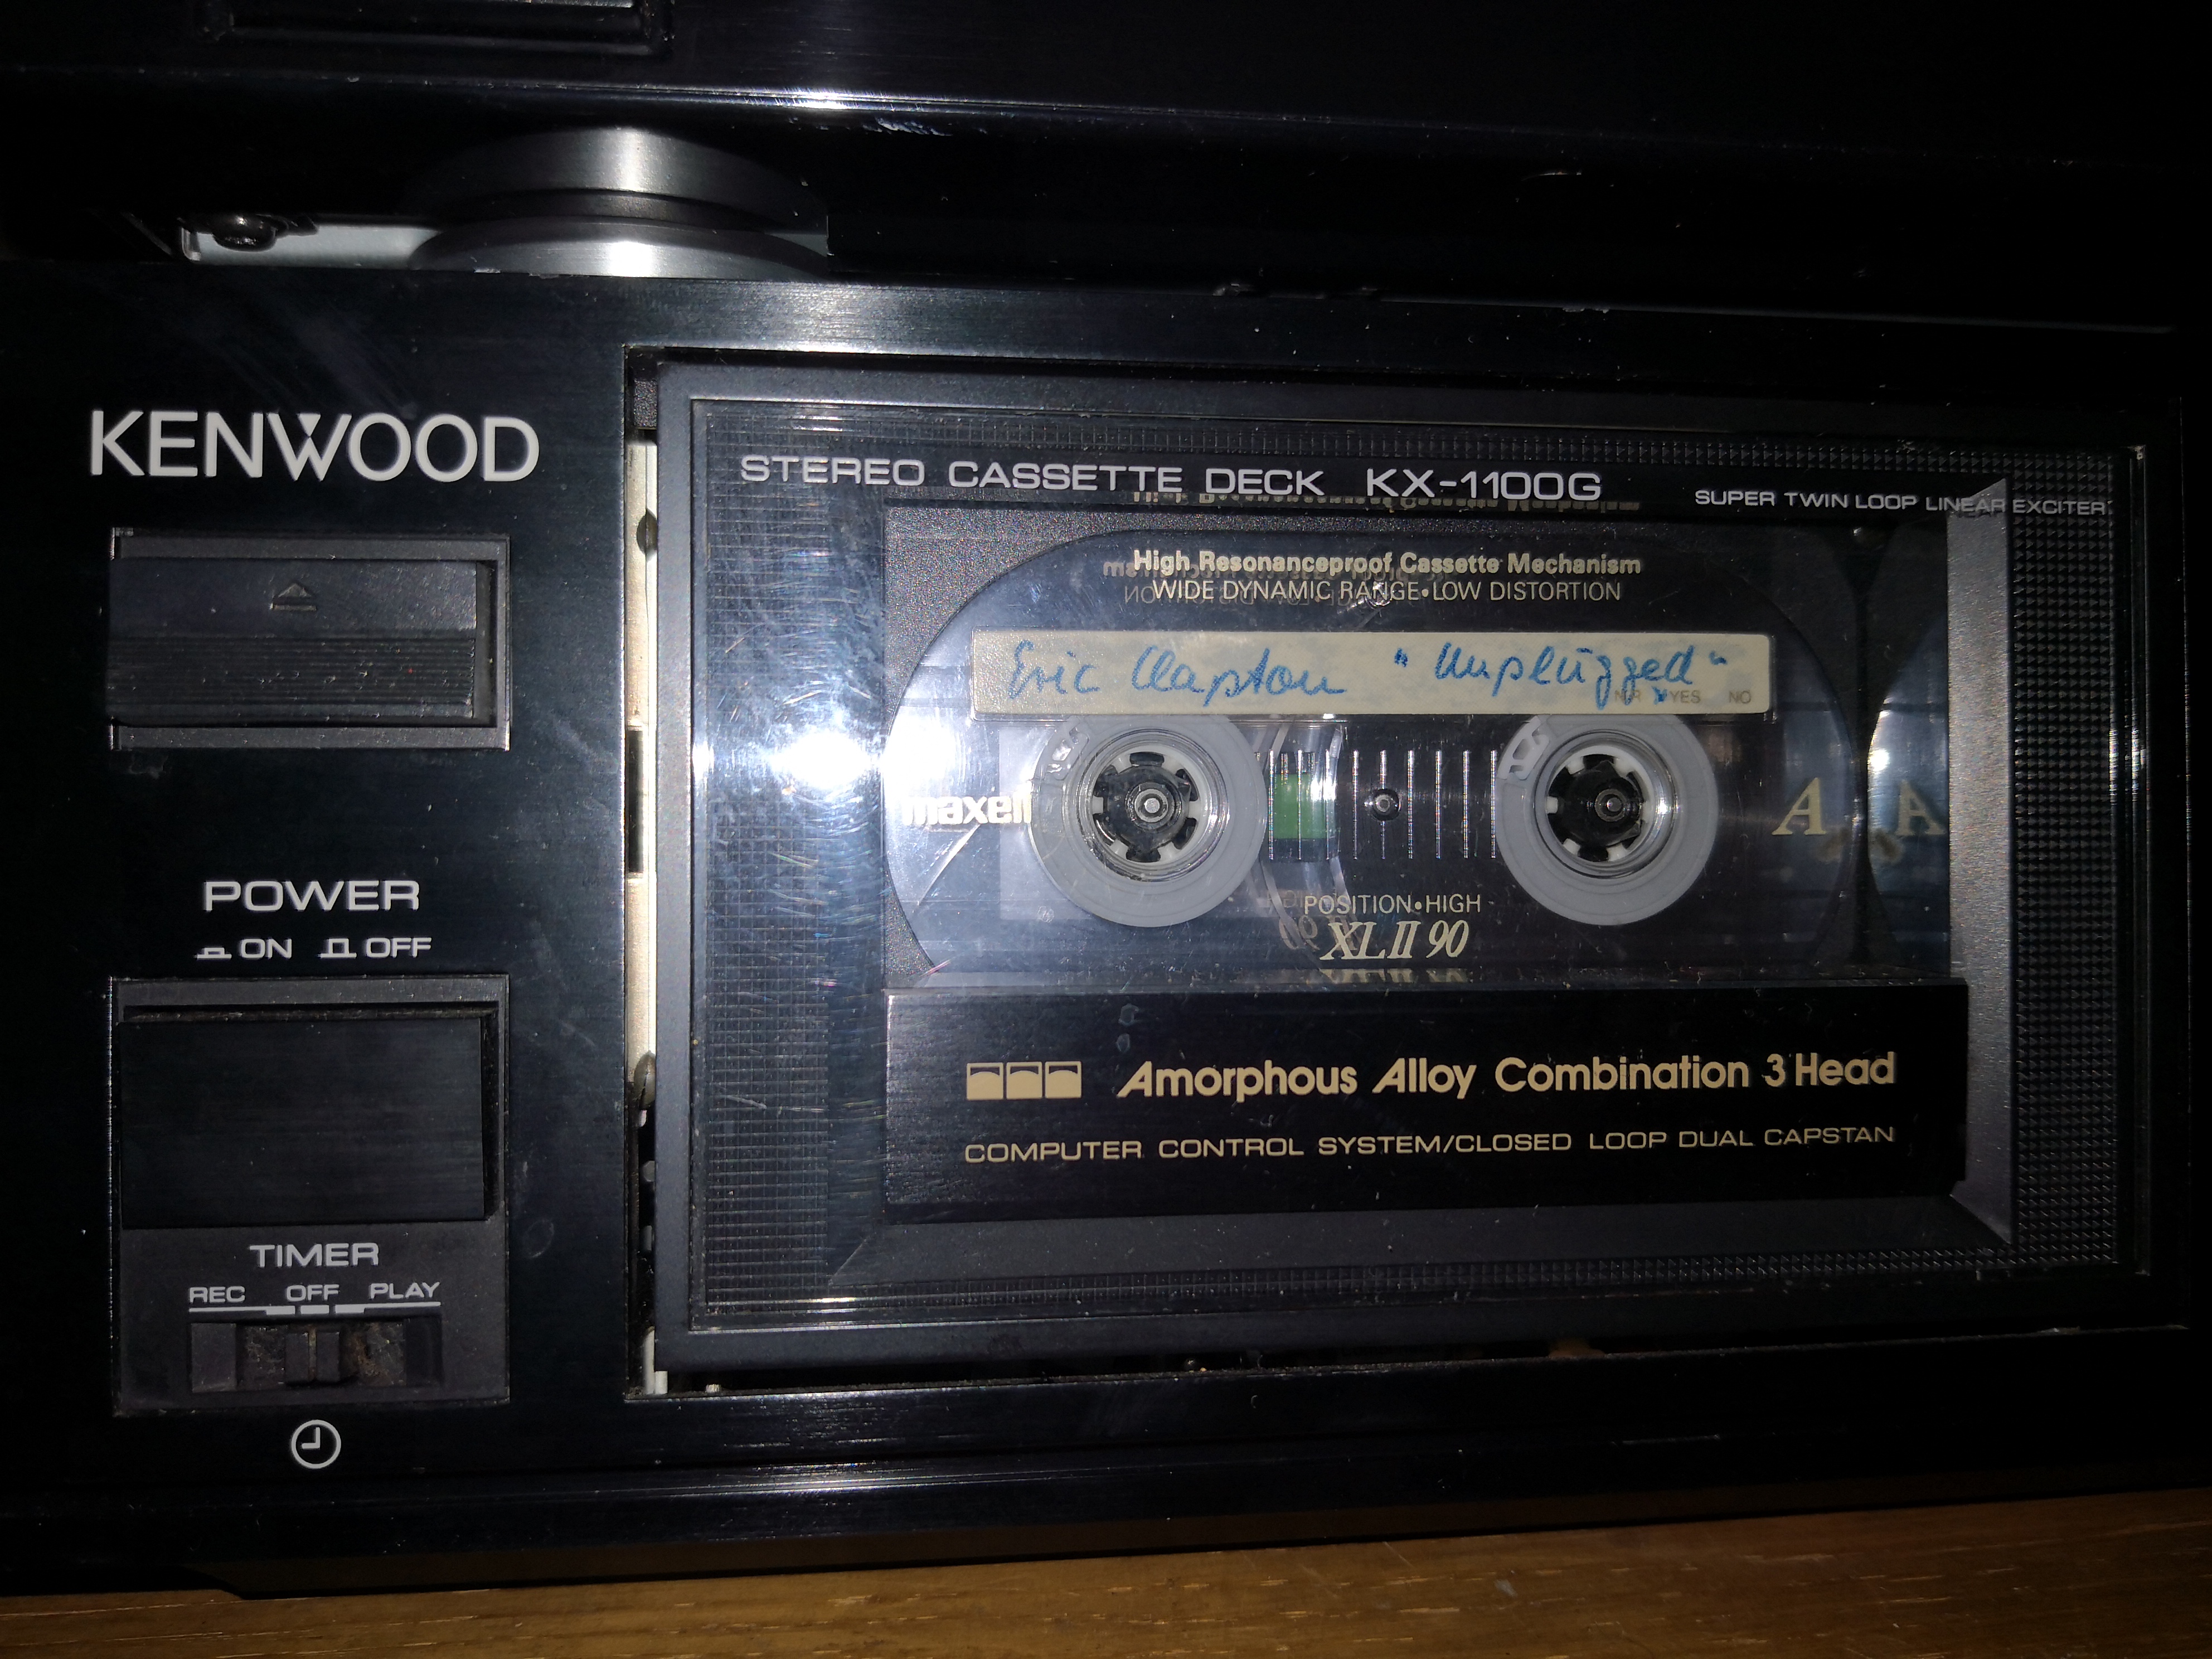 KENWOOD
STEREO CASSETTE DECK KX-1100G
SUPER TWIN LOOP LINEAR EXCITER
High Resonanceproof Cassette Mechanism
WIDE DYNAMIC RANGE•LOW DISTORTION
Eric Clapton "Unplugged"
N/R YES NO
maxell
A A
POSITION•HIGH
XLII 90
POWER
ON OFF
Amorphous Alloy Combination 3 Head
COMPUTER CONTROL SYSTEM/CLOSED LOOP DUAL CAPSTAN
TIMER
REC OFF PLAY